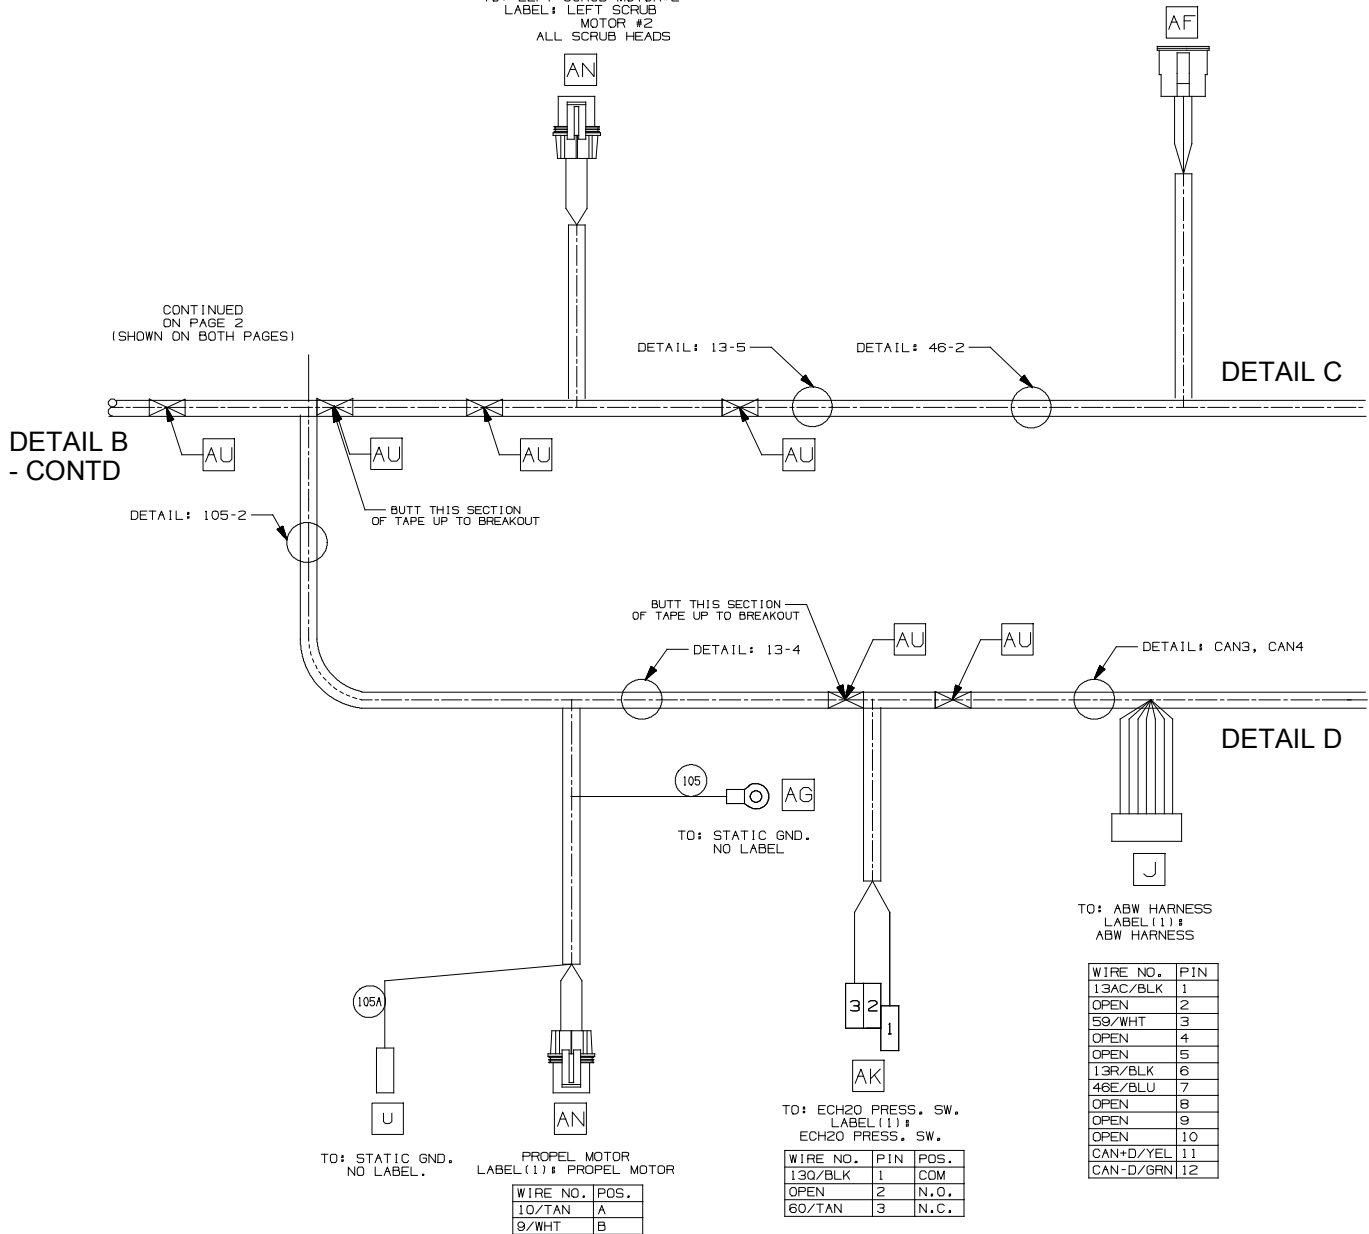 LABEL: LEFT SCRUB
MOTOR #2
ALL SCRUB HEADS
AN
AF
CONTINUED
ON PAGE 2
(SHOWN ON BOTH PAGES)
DETAIL: 13-5
DETAIL: 46-2
DETAIL C
DETAIL B
- CONTD
AU
AU
AU
AU
DETAIL: 105-2
BUTT THIS SECTION
OF TAPE UP TO BREAKOUT
BUTT THIS SECTION
OF TAPE UP TO BREAKOUT
AU
AU
DETAIL: 13-4
DETAIL: CAN3, CAN4
DETAIL D
105
AG
TO: STATIC GND.
NO LABEL
J
TO: ABW HARNESS
LABEL(1):
ABW HARNESS
WIRE NO. PIN
13AC/BLK 1
OPEN 2
59/WHT 3
OPEN 4
OPEN 5
13R/BLK 6
46E/BLU 7
OPEN 8
OPEN 9
OPEN 10
CAN+D/YEL 11
CAN-D/GRN 12
105A
U
TO: STATIC GND.
NO LABEL.
AN
PROPEL MOTOR
LABEL(1): PROPEL MOTOR
WIRE NO. POS.
10/TAN A
9/WHT B
3 2
1
AK
TO: ECH20 PRESS. SW.
LABEL(1):
ECH20 PRESS. SW.
WIRE NO. PIN POS.
13Q/BLK 1 COM
OPEN 2 N.O.
60/TAN 3 N.C.